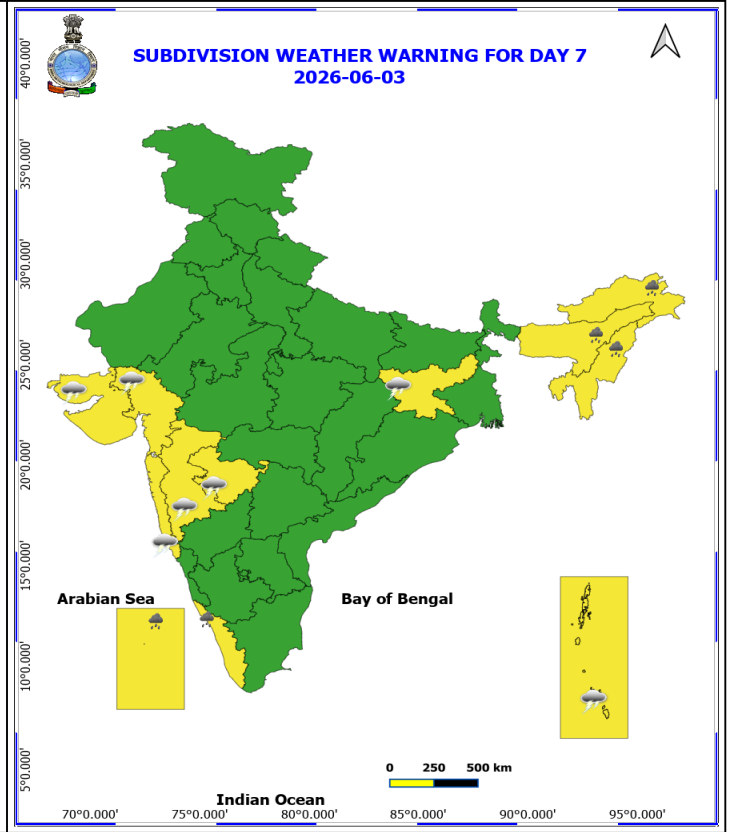 SUBDIVISION WEATHER WARNING FOR DAY 7
2026-06-03
40°0.000'
35°0.000'
30°0.000'
25°0.000'
20°0.000'
15°0.000'
10°0.000'
5°0.000'
Arabian Sea
Bay of Bengal
0 250 500 km
Indian Ocean
70°0.000' 75°0.000' 80°0.000' 85°0.000' 90°0.000' 95°0.000'